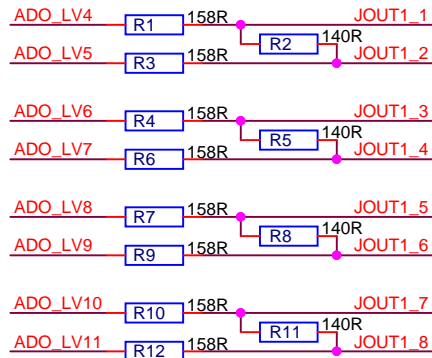 ADO_LV4 R1 158R JOUT1_1
R2 140R
ADO_LV5 R3 158R JOUT1_2
ADO_LV6 R4 158R JOUT1_3
R5 140R
ADO_LV7 R6 158R JOUT1_4
ADO_LV8 R7 158R JOUT1_5
R8 140R
ADO_LV9 R9 158R JOUT1_6
ADO_LV10 R10 158R JOUT1_7
R11 140R
ADO_LV11 R12 158R JOUT1_8